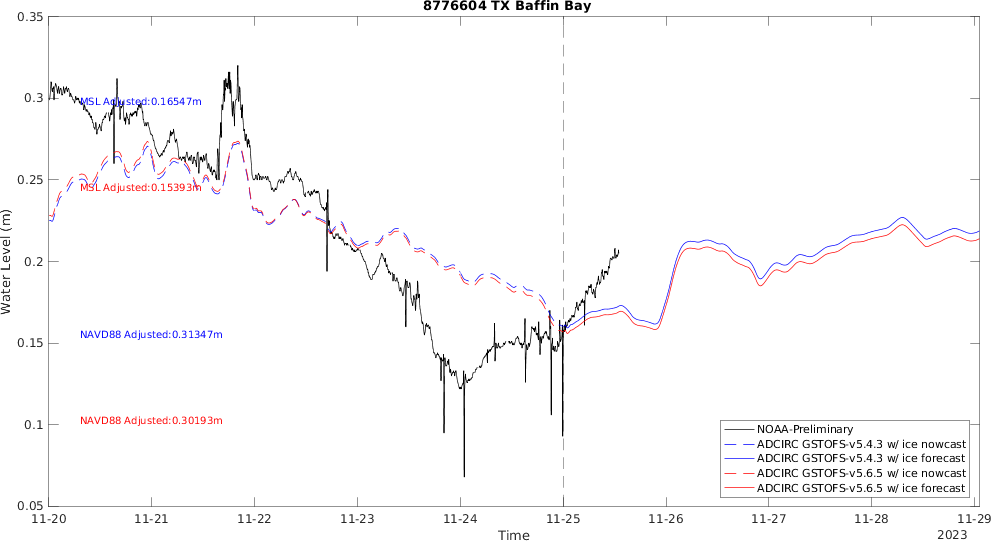 8776604 TX Baffin Bay
0.35
0.3
0.25
0.2
0.15
0.1
0.05
Water Level (m)
MSL Adjusted:0.16547m
MSL Adjusted:0.15393m
NAVD88 Adjusted:0.31347m
NAVD88 Adjusted:0.30193m
NOAA-Preliminary
ADCIRC GSTOFS-v5.4.3 w/ ice nowcast
ADCIRC GSTOFS-v5.4.3 w/ ice forecast
ADCIRC GSTOFS-v5.6.5 w/ ice nowcast
ADCIRC GSTOFS-v5.6.5 w/ ice forecast
11-20 11-21 11-22 11-23 11-24 11-25 11-26 11-27 11-28 11-29
Time
2023